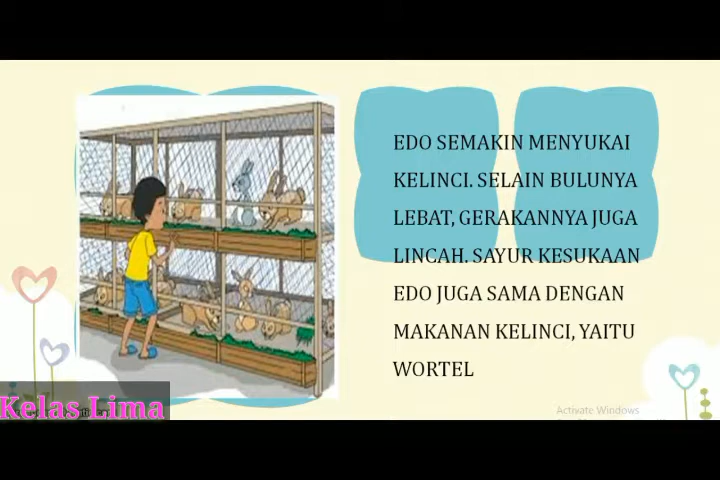 EDO SEMAKIN MENYUKAI
KELINCI. SELAIN BULUNYA
LEBAT, GERAKANNYA JUGA
LINCAH. SAYUR KESUKAAN
EDO JUGA SAMA DENGAN
MAKANAN KELINCI, YAITU
WORTEL
Kelas Lima
Activate Windows